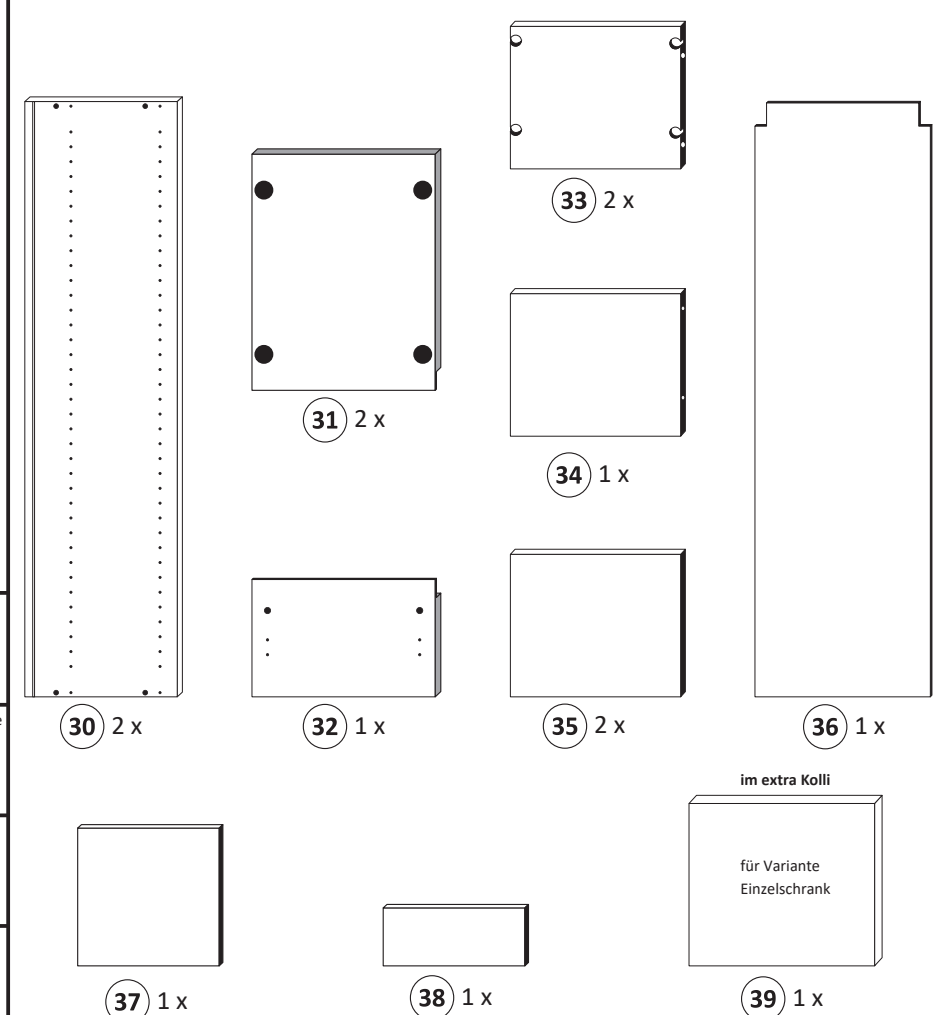 33 2 x
31 2 x
34 1 x
30 2 x
32 1 x
35 2 x
36 1 x
e
im extra Kolli
für Variante
Einzelschrank
37 1 x
38 1 x
39 1 x